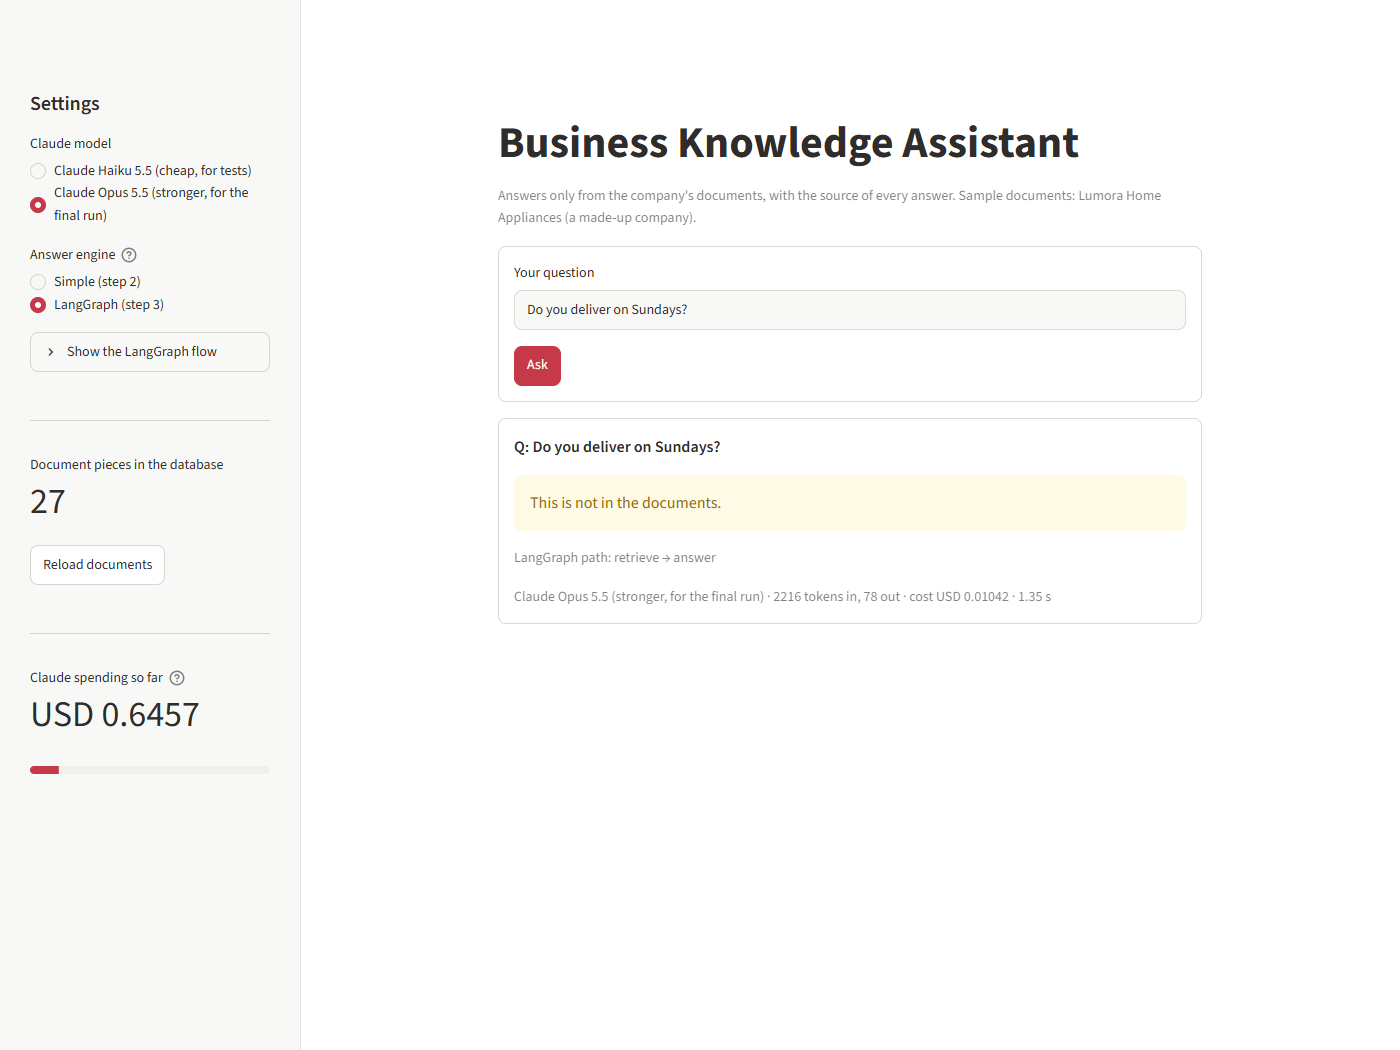 Settings
Claude model
Claude Haiku 5.5 (cheap, for tests)
Claude Opus 5.5 (stronger, for the
final run)
Answer engine
Simple (step 2)
LangGraph (step 3)
Show the LangGraph flow
Document pieces in the database
27
Reload documents
Claude spending so far
USD 0.6457
Business Knowledge Assistant
Answers only from the company's documents, with the source of every answer. Sample documents: Lumora Home
Appliances (a made-up company).
Your question
Do you deliver on Sundays?
Ask
Q: Do you deliver on Sundays?
This is not in the documents.
LangGraph path: retrieve → answer
Claude Opus 5.5 (stronger, for the final run) · 2216 tokens in, 78 out · cost USD 0.01042 · 1.35 s